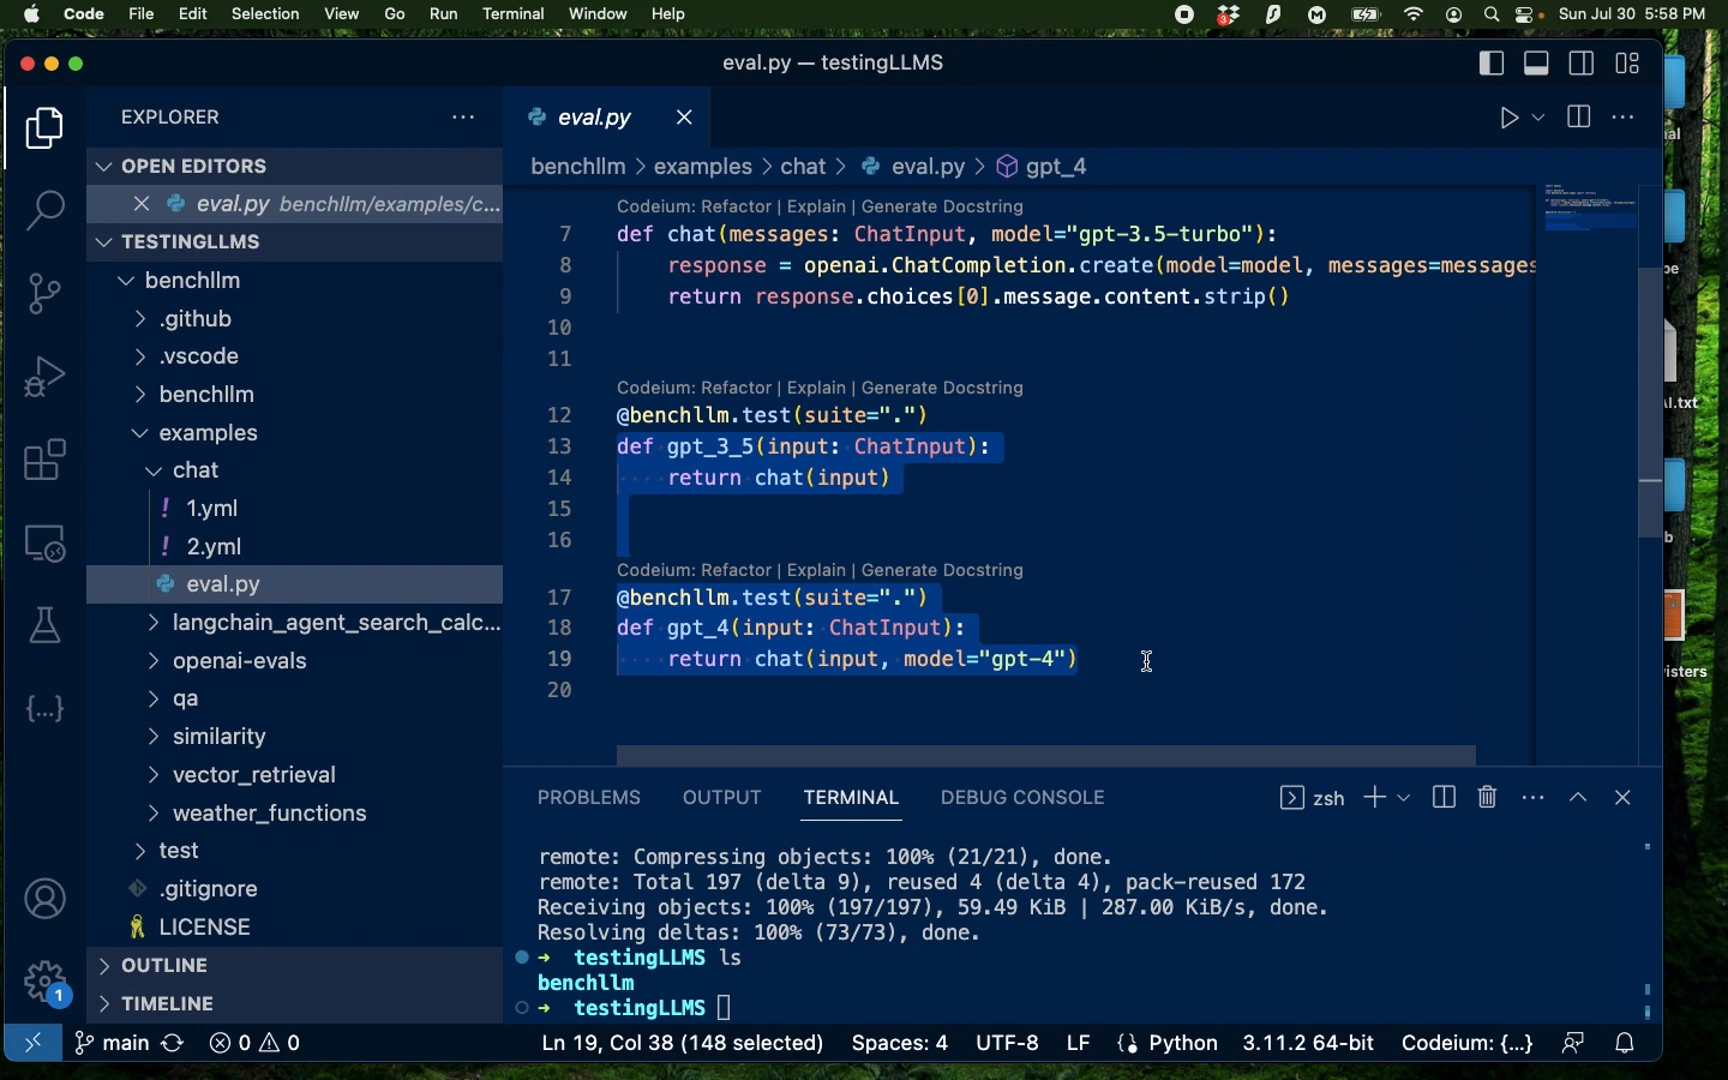 Code File Edit Selection View Go Run Terminal Window Help 3 Sun Jul 30 5:58 PM
eval.py — testingLLMS
EXPLORER
eval.py
OPEN EDITORS
benchllm > examples > chat > eval.py > gpt_4
eval.py benchllm/examples/c...
TESTINGLLMS
benchllm
.github
.vscode
benchllm
examples
chat
1.yml
2.yml
eval.py
langchain_agent_search_calc...
openai-evals
qa
similarity
vector_retrieval
weather_functions
test
.gitignore
LICENSE
OUTLINE
TIMELINE
Codeium: Refactor | Explain | Generate Docstring
7 def chat(messages: ChatInput, model="gpt-3.5-turbo"):
8 response = openai.ChatCompletion.create(model=model, messages=messages
9 return response.choices[0].message.content.strip()
10
11
Codeium: Refactor | Explain | Generate Docstring
12 @benchllm.test(suite=".")
13 def gpt_3_5(input: ChatInput):
14 return chat(input)
15
16
Codeium: Refactor | Explain | Generate Docstring
17 @benchllm.test(suite=".")
18 def gpt_4(input: ChatInput):
19 return chat(input, model="gpt-4")
20
PROBLEMS OUTPUT TERMINAL DEBUG CONSOLE zsh
remote: Compressing objects: 100% (21/21), done.
remote: Total 197 (delta 9), reused 4 (delta 4), pack-reused 172
Receiving objects: 100% (197/197), 59.49 KiB | 287.00 KiB/s, done.
Resolving deltas: 100% (73/73), done.
→ testingLLMS ls
benchllm
→ testingLLMS
1
main 0 0 Ln 19, Col 38 (148 selected) Spaces: 4 UTF-8 LF Python 3.11.2 64-bit Codeium: {...}